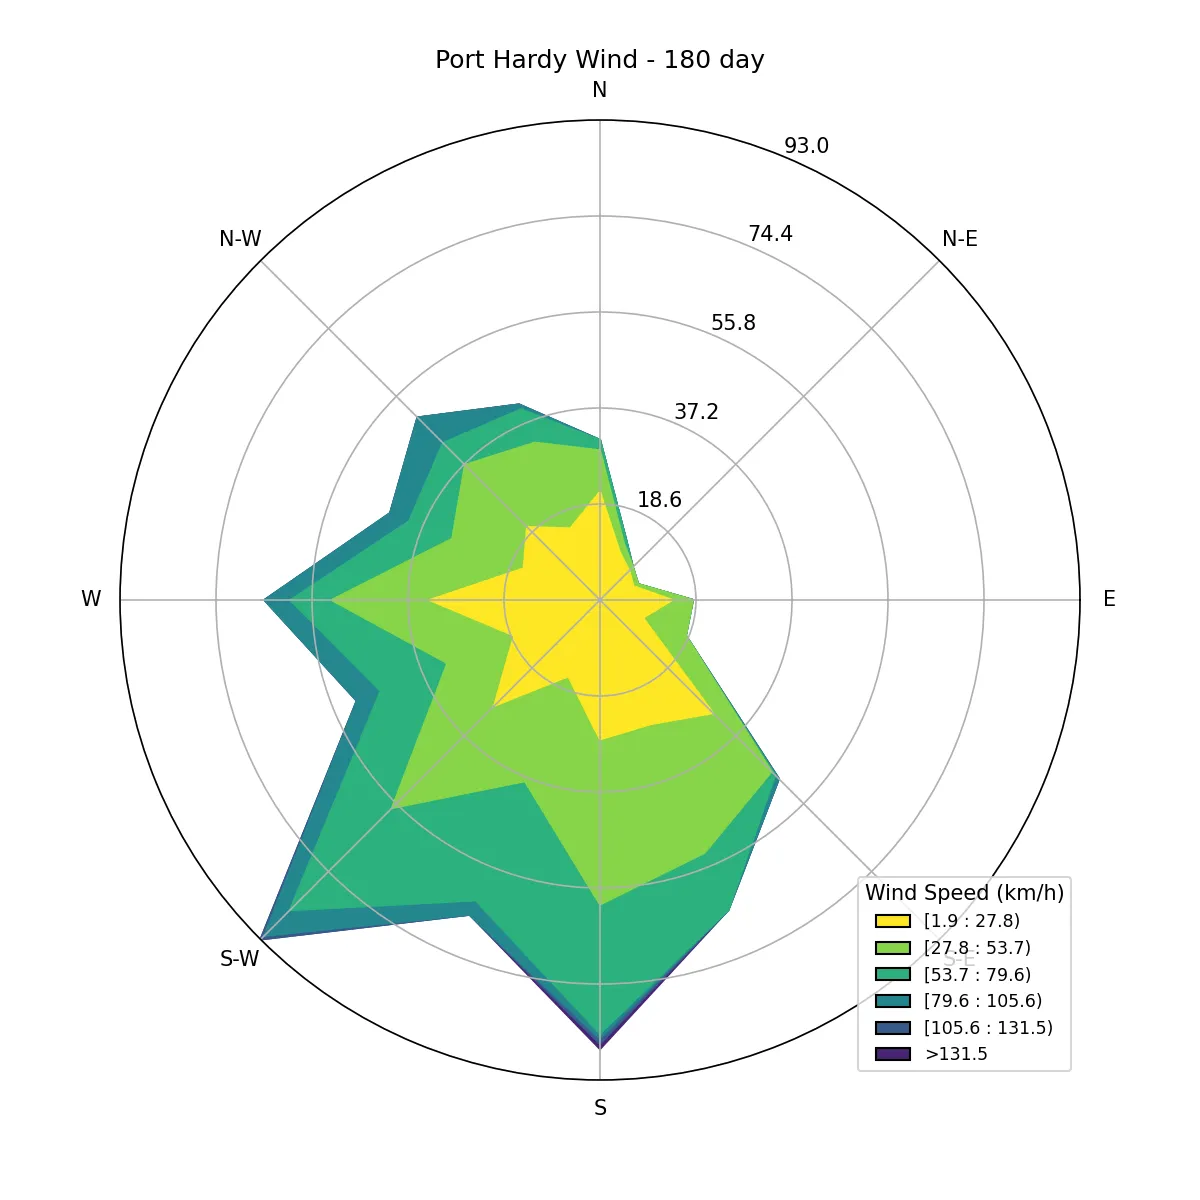 Port Hardy Wind - 180 day
N
93.0
N-W
N-E
74.4
55.8
37.2
18.6
W
E
S-W
S-E
S
Wind Speed (km/h)
[1.9 : 27.8)
[27.8 : 53.7)
[53.7 : 79.6)
[79.6 : 105.6)
[105.6 : 131.5)
>131.5